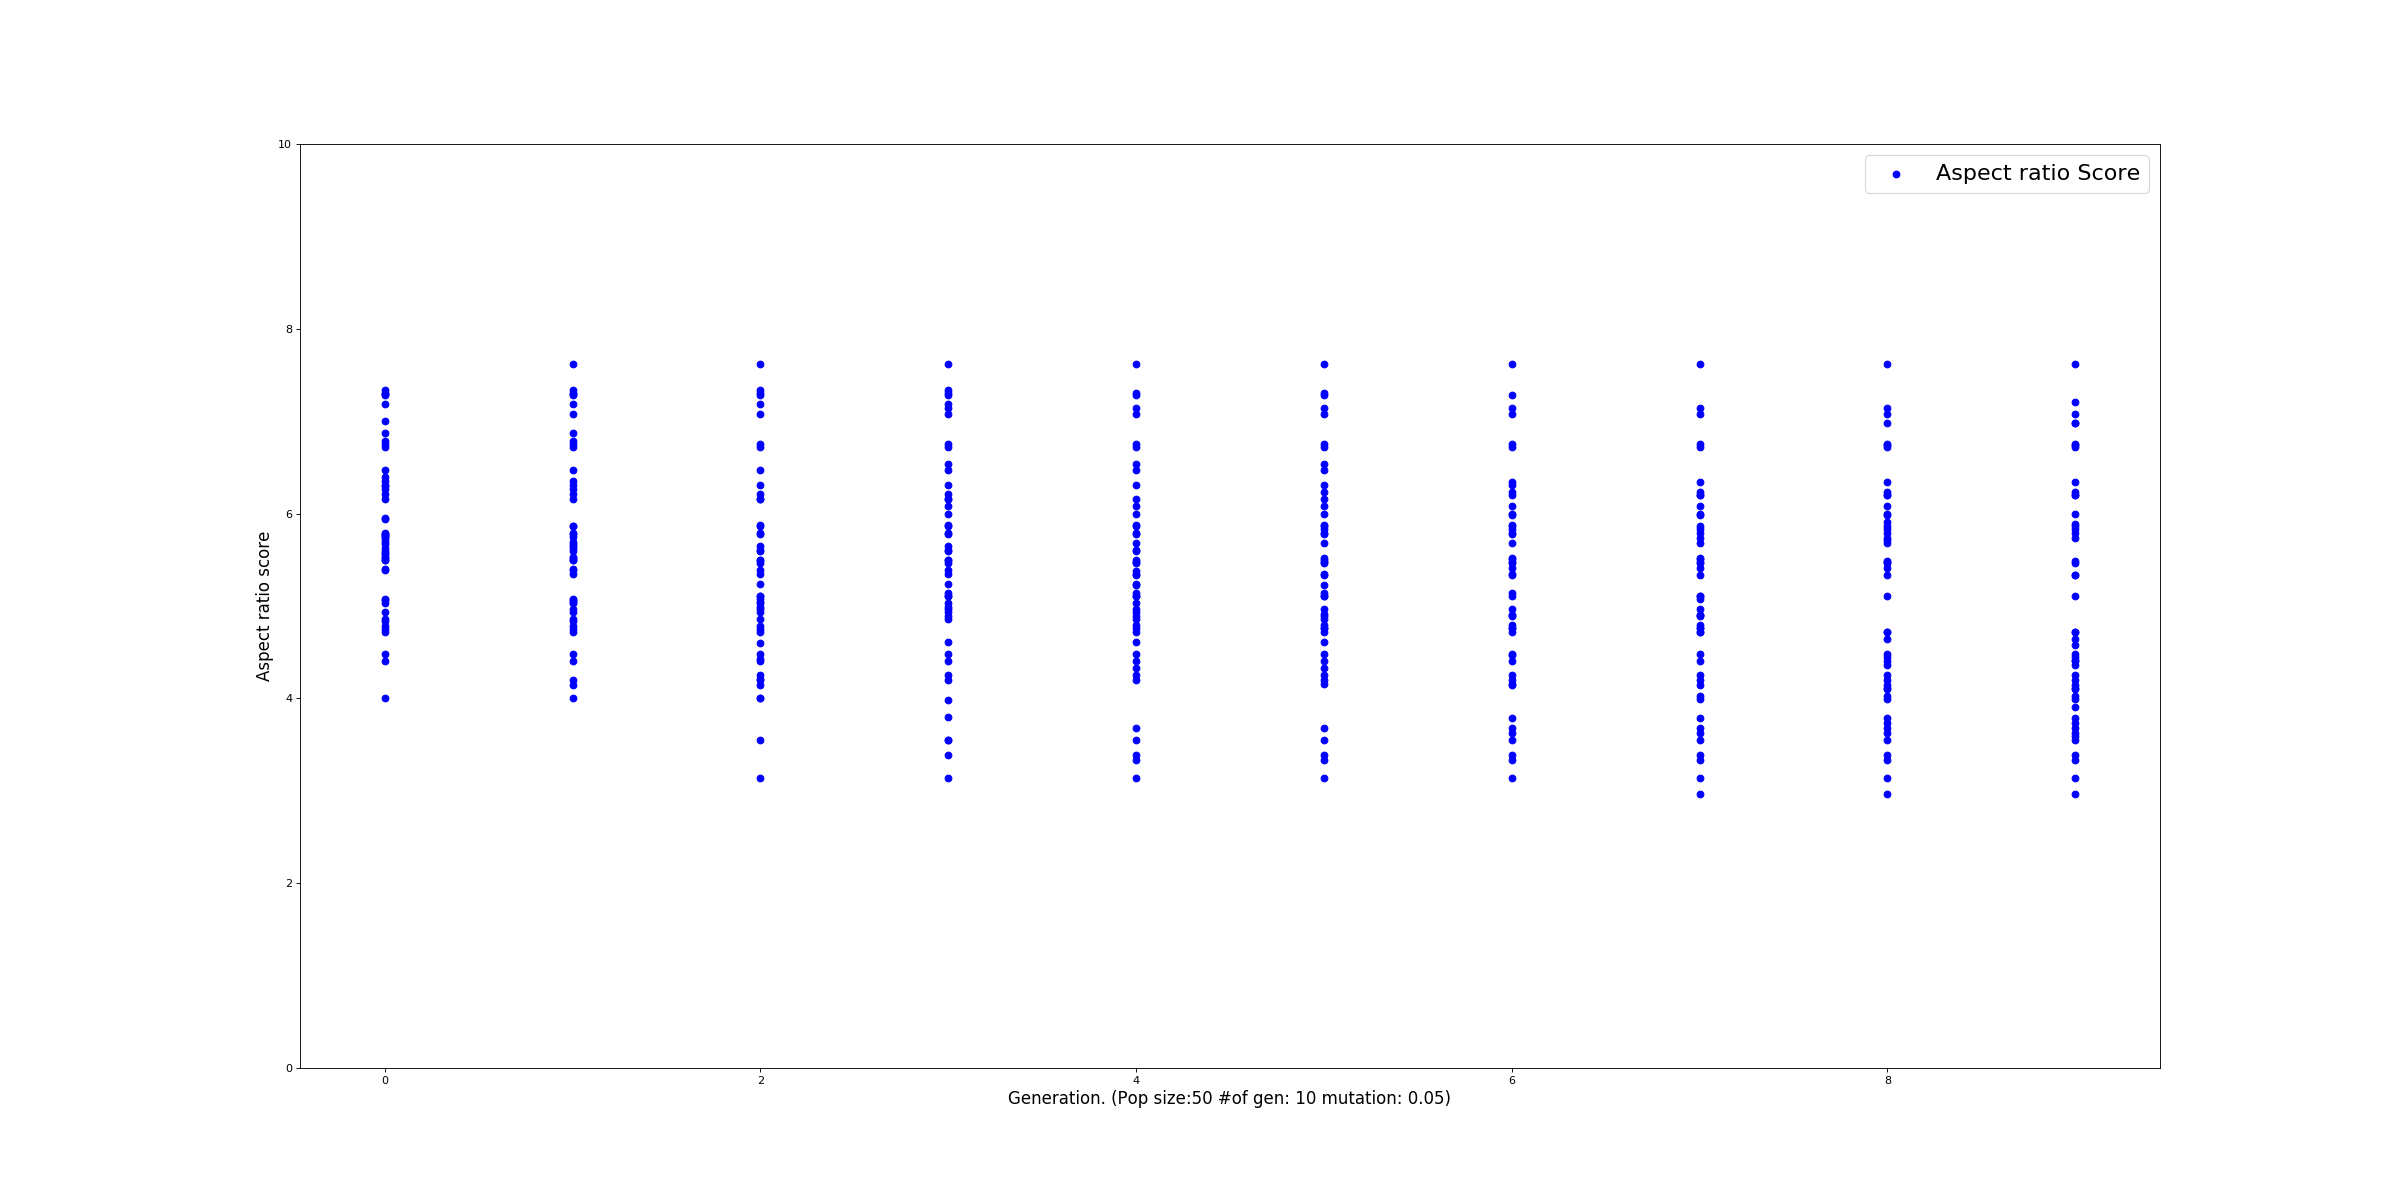 10
8
6
4
2
0
Aspect ratio score
Aspect ratio Score
0 2 4 6 8
Generation. (Pop size:50 #of gen: 10 mutation: 0.05)